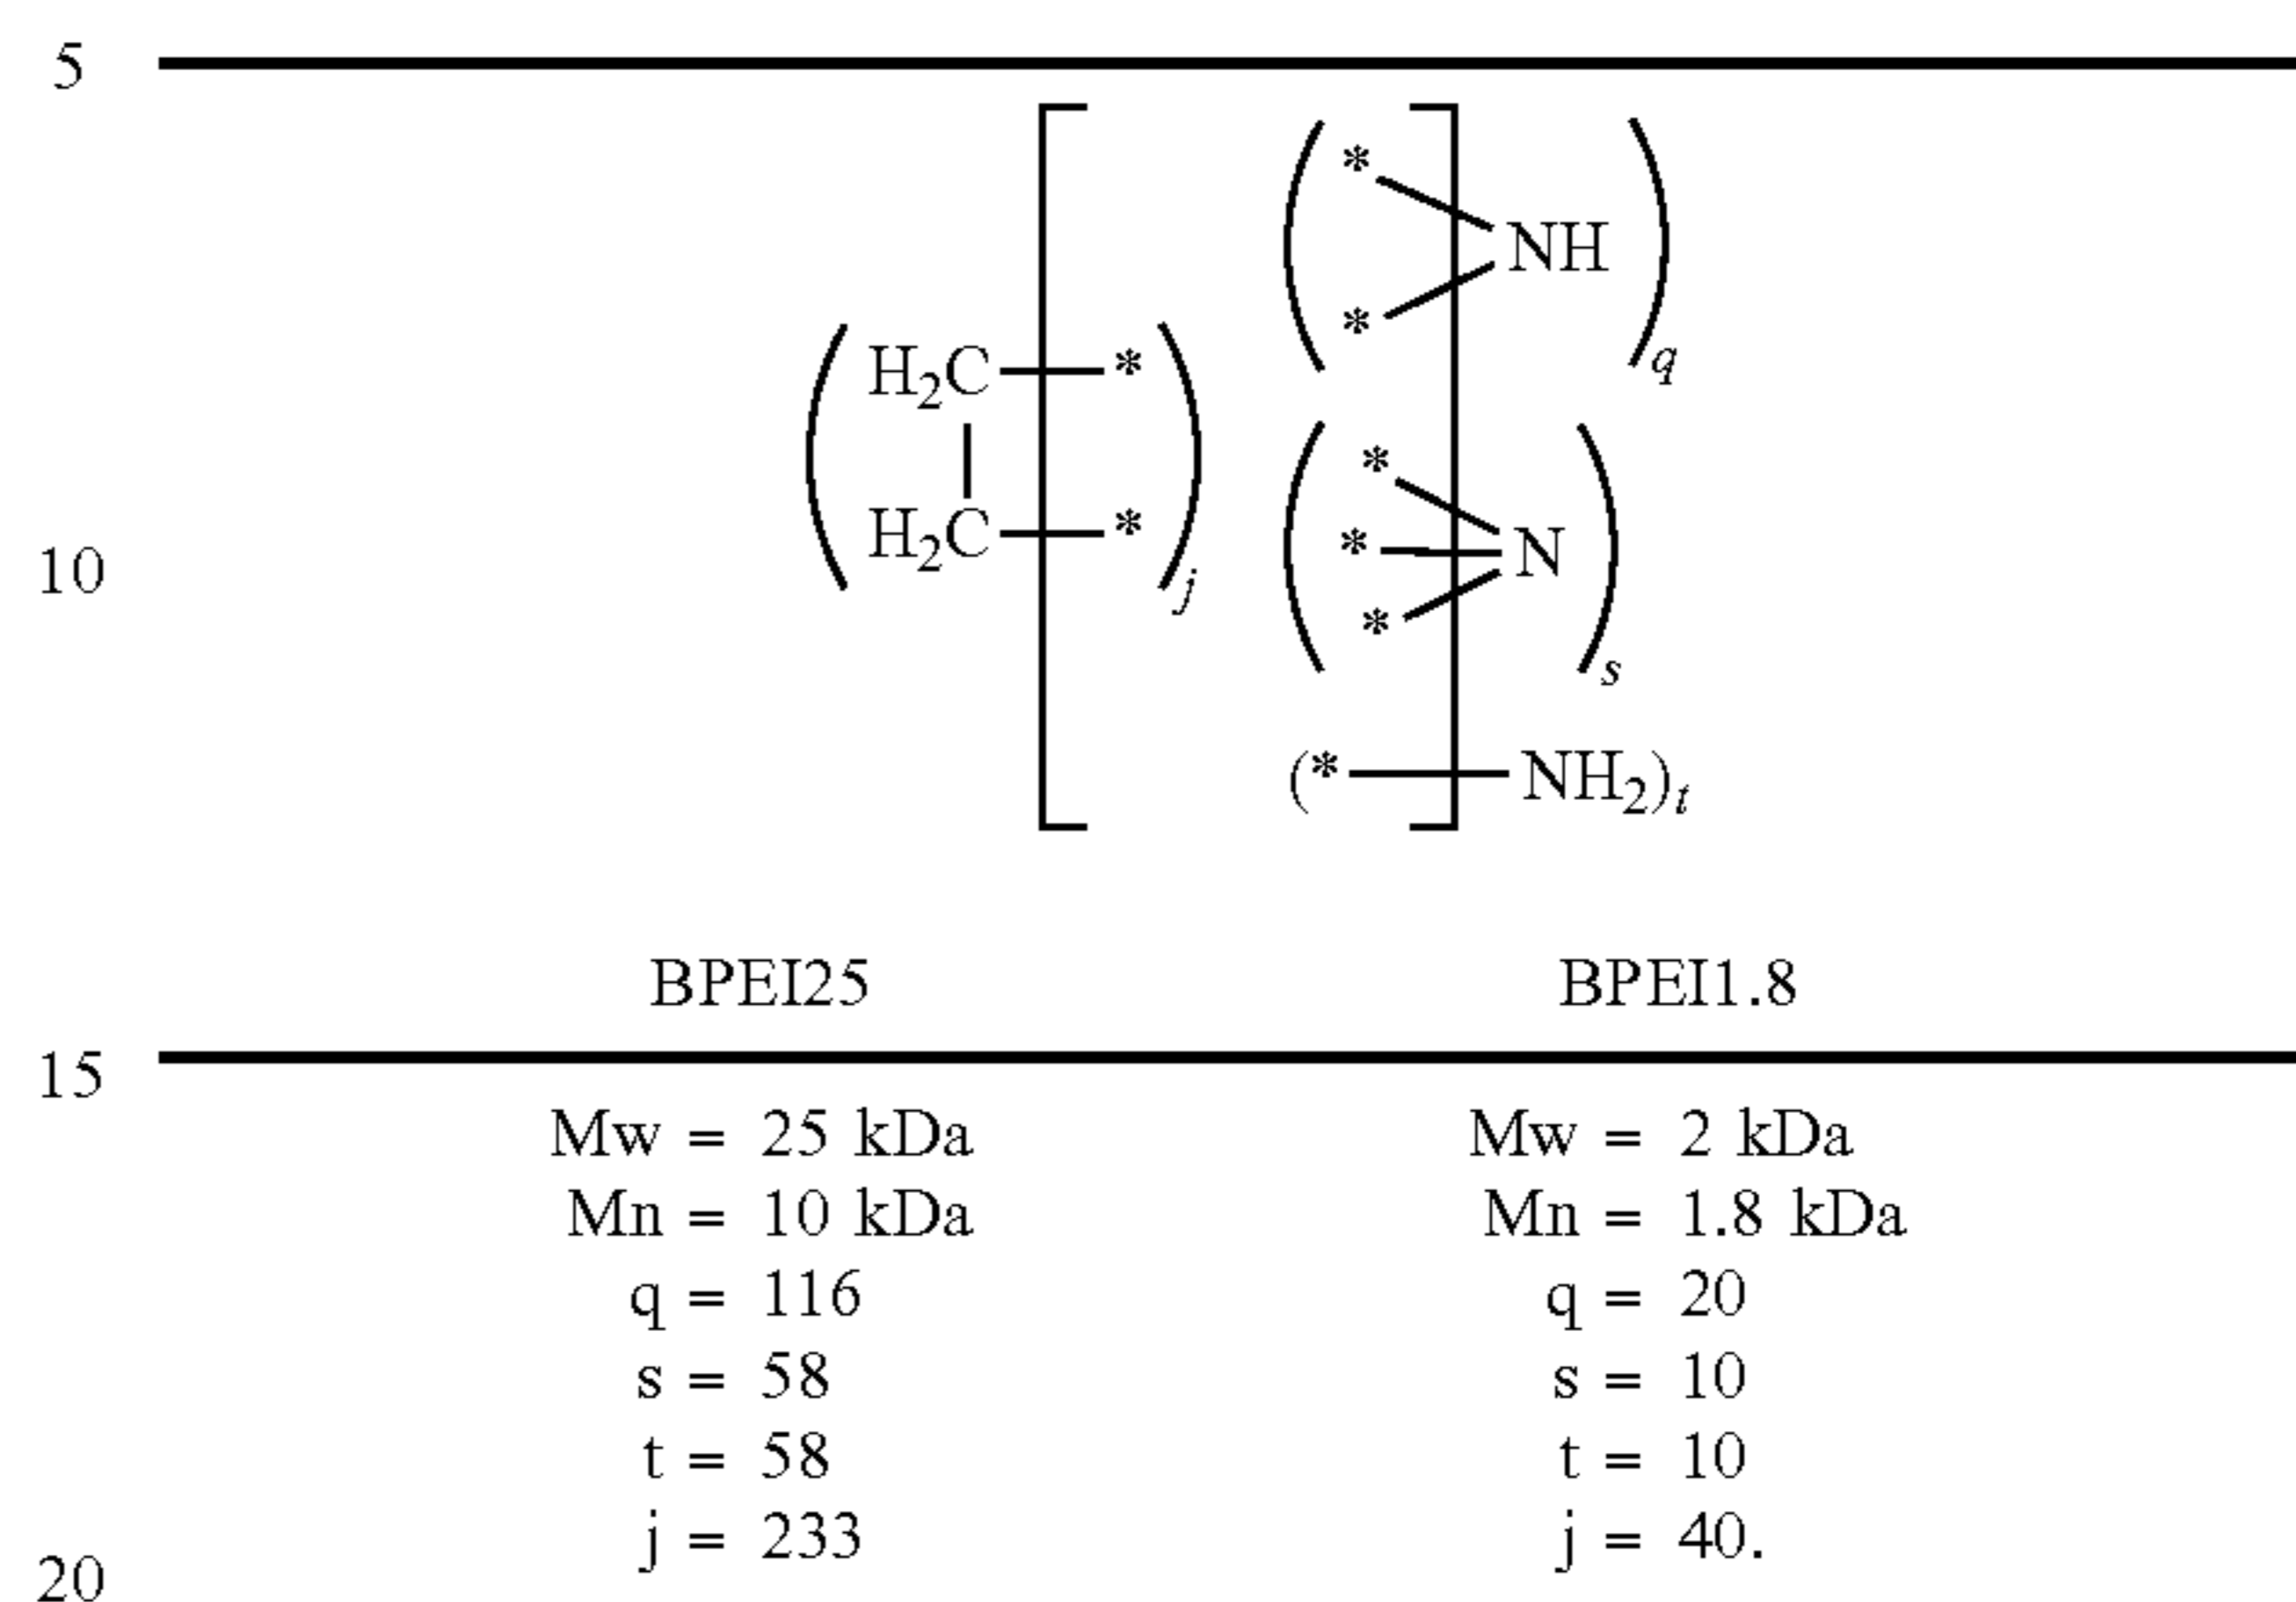 5
* NH
* q
H₂C *
* N
*
10 H₂C * j
* s
(* NH₂)t
BPEI25 BPEI1.8
15
Mw = 25 kDa Mw = 2 kDa
Mn = 10 kDa Mn = 1.8 kDa
q = 116 q = 20
s = 58 s = 10
t = 58 t = 10
j = 233 j = 40.
20